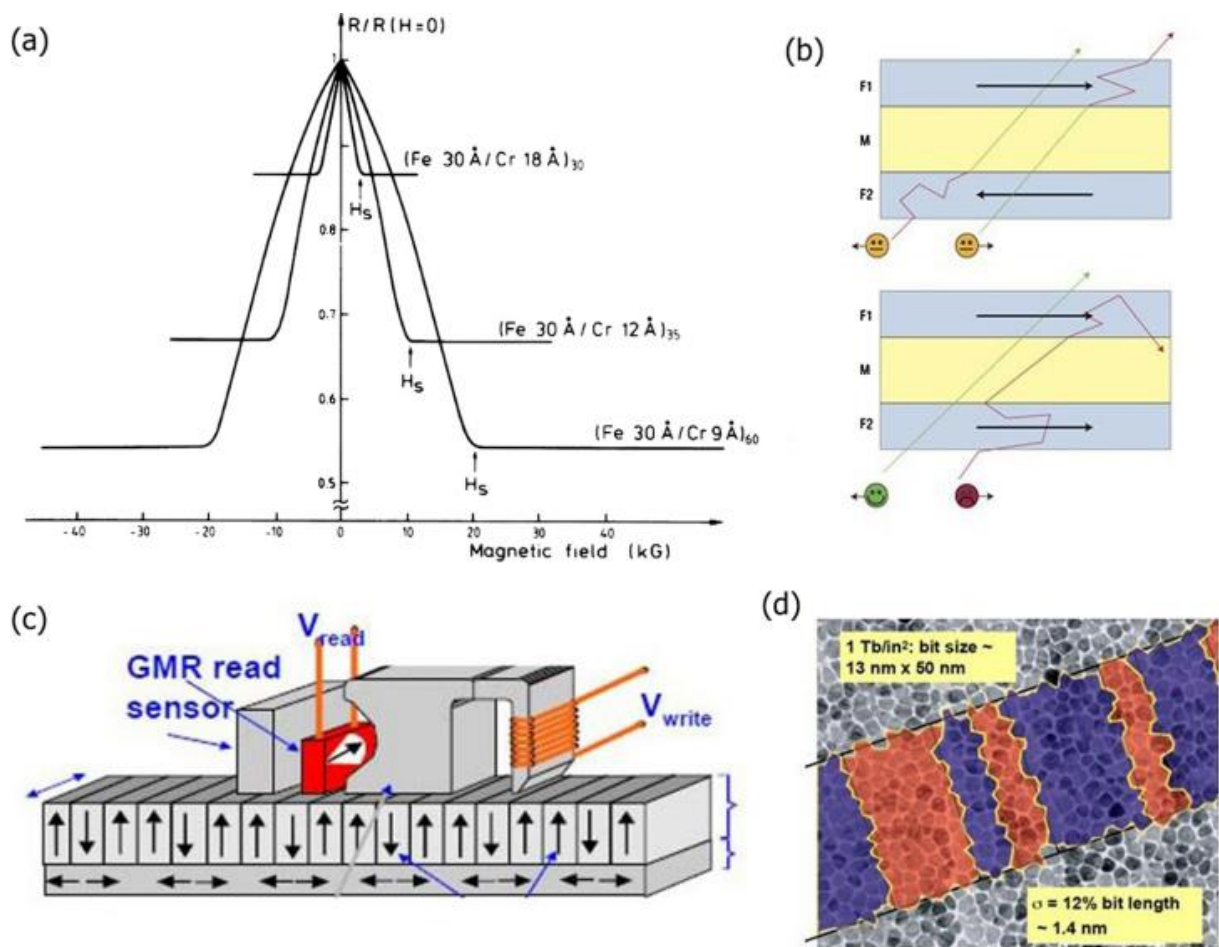 (a)
R/R(H=0)
1
(Fe 30 Å/Cr 18 Å)30
Hs
0.8
0.7
(Fe 30 Å/Cr 12 Å)35
Hs
0.6
(Fe 30 Å/Cr 9 Å)60
Hs
0.5
-40 -30 -20 -10 0 10 20 30 40
Magnetic field (kG)
(b)
F1
M
F2
F1
M
F2
(c)
Vread
GMR read
sensor
Vwrite
(d)
1 Tb/in²: bit size ~
13 nm x 50 nm
σ = 12% bit length
~ 1.4 nm